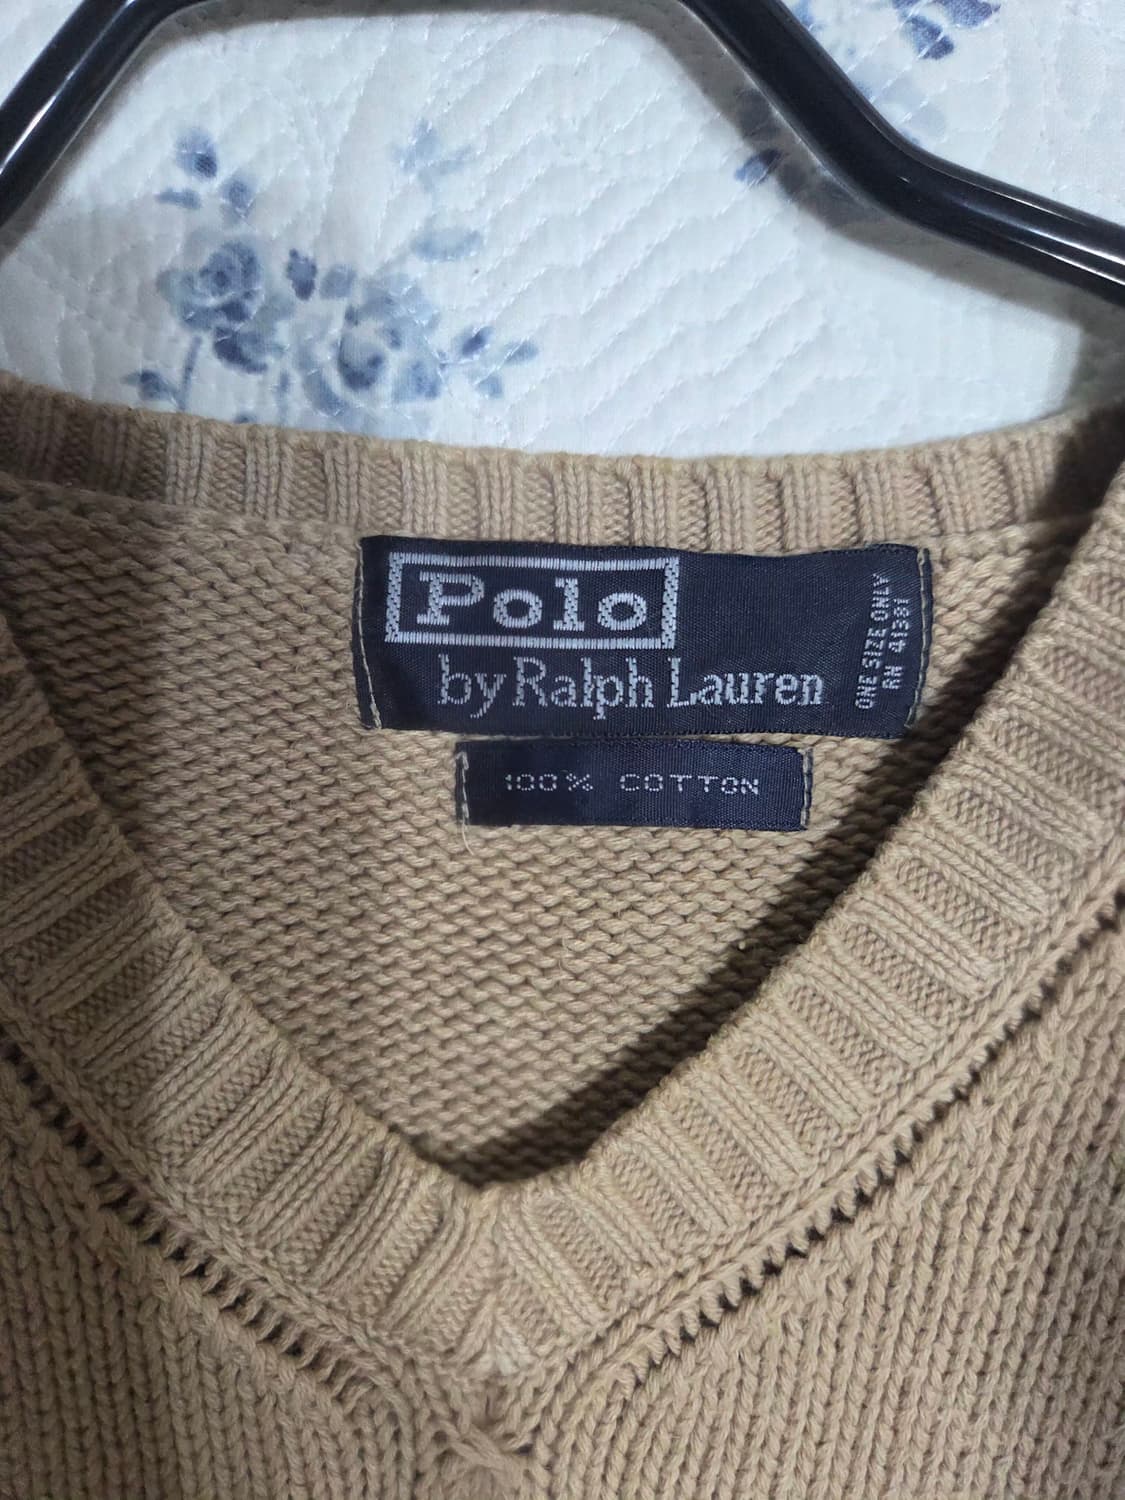 Polo
by Ralph Lauren
ONE SIZE ONLY
RN 41381
100% COTTON